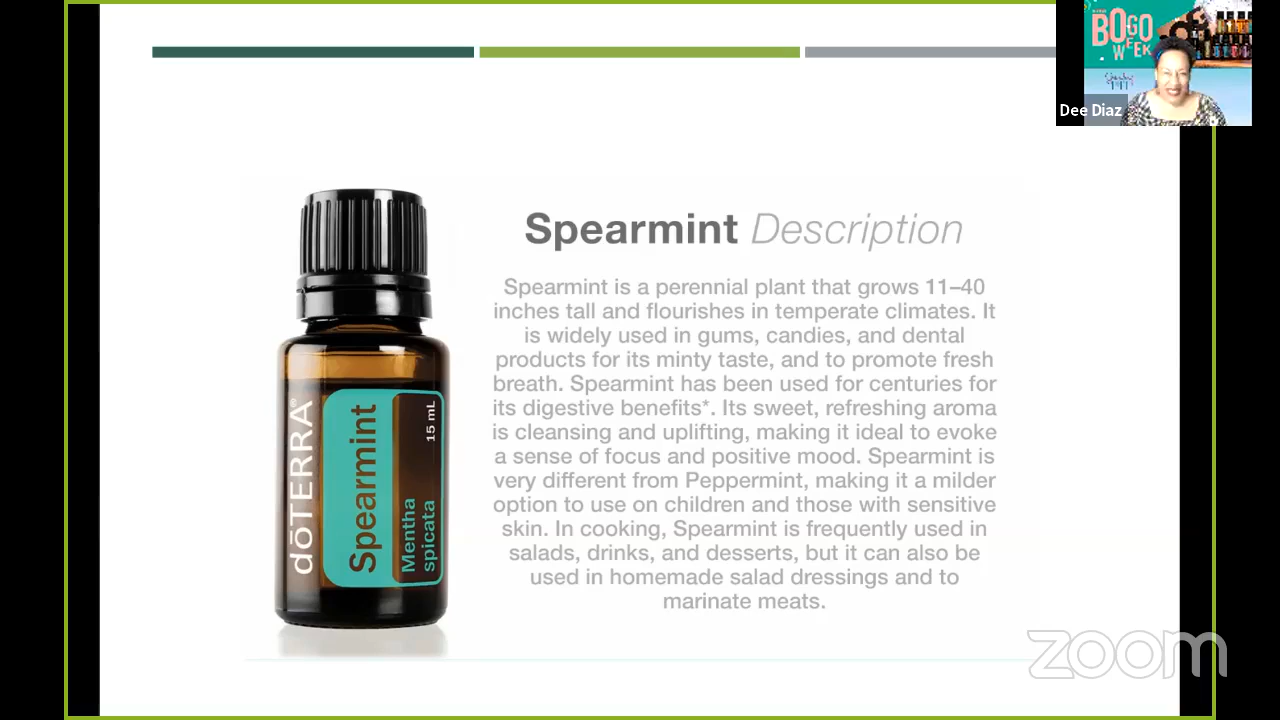 BOGO
WEEK
Dee Diaz
Spearmint Description
Spearmint is a perennial plant that grows 11–40
inches tall and flourishes in temperate climates. It
is widely used in gums, candies, and dental
products for its minty taste, and to promote fresh
breath. Spearmint has been used for centuries for
its digestive benefits*. Its sweet, refreshing aroma
is cleansing and uplifting, making it ideal to evoke
a sense of focus and positive mood. Spearmint is
very different from Peppermint, making it a milder
option to use on children and those with sensitive
skin. In cooking, Spearmint is frequently used in
salads, drinks, and desserts, but it can also be
used in homemade salad dressings and to
marinate meats.
dōTERRA®
Spearmint
Mentha
spicata
15 mL
zoom